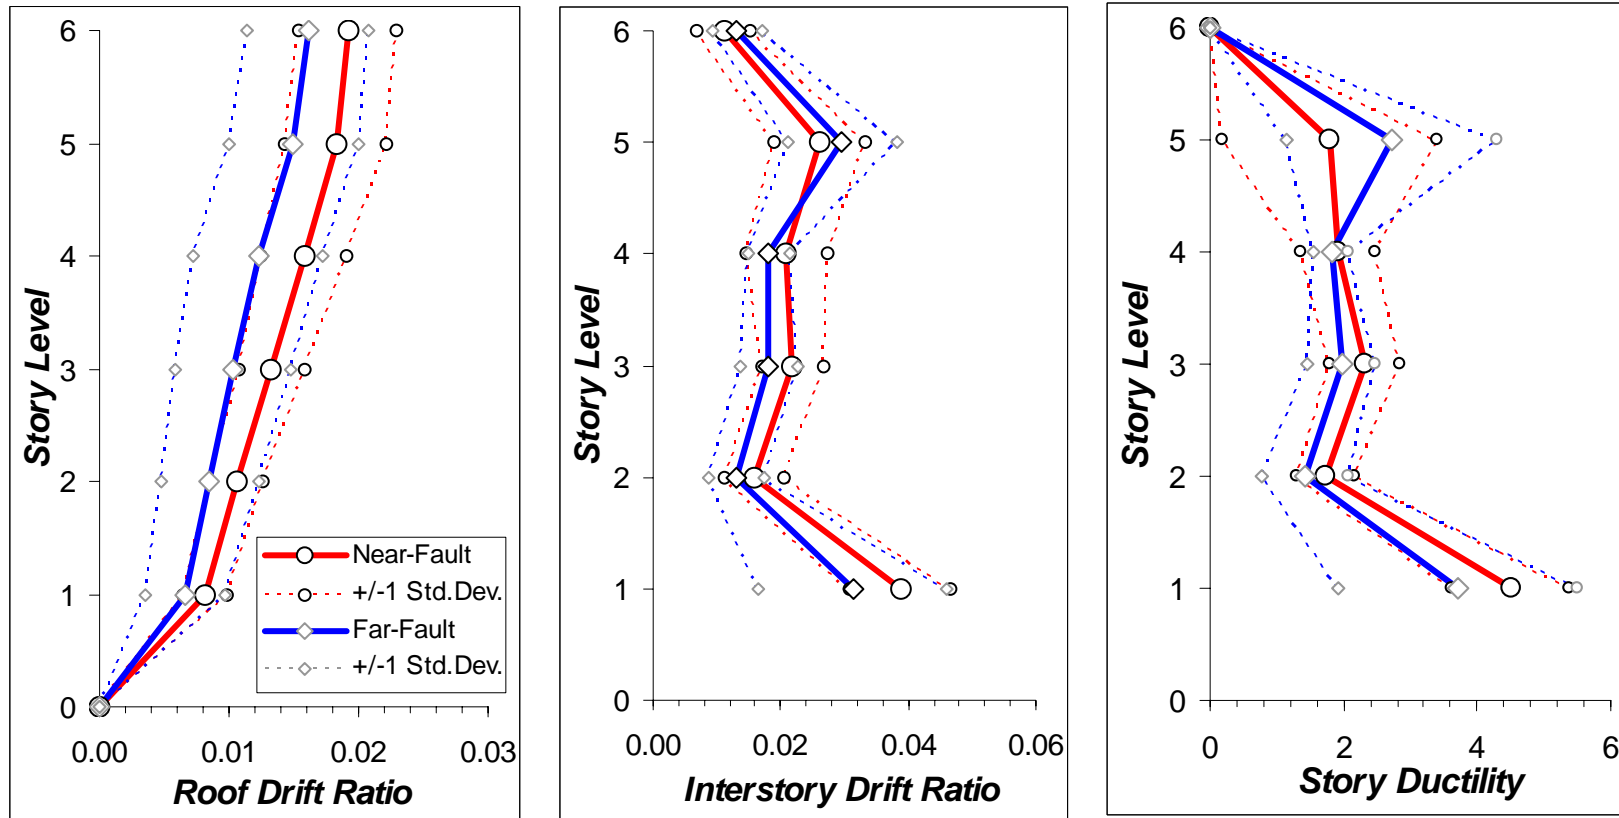 6
5
4
3
2
1
0
Story Level
Near-Fault
+/-1 Std.Dev.
Far-Fault
+/-1 Std.Dev.
0.00 0.01 0.02 0.03
Roof Drift Ratio
6
5
4
3
2
1
0
Story Level
0.00 0.02 0.04 0.06
Interstory Drift Ratio
6
5
4
3
2
1
0
Story Level
0 2 4 6
Story Ductility